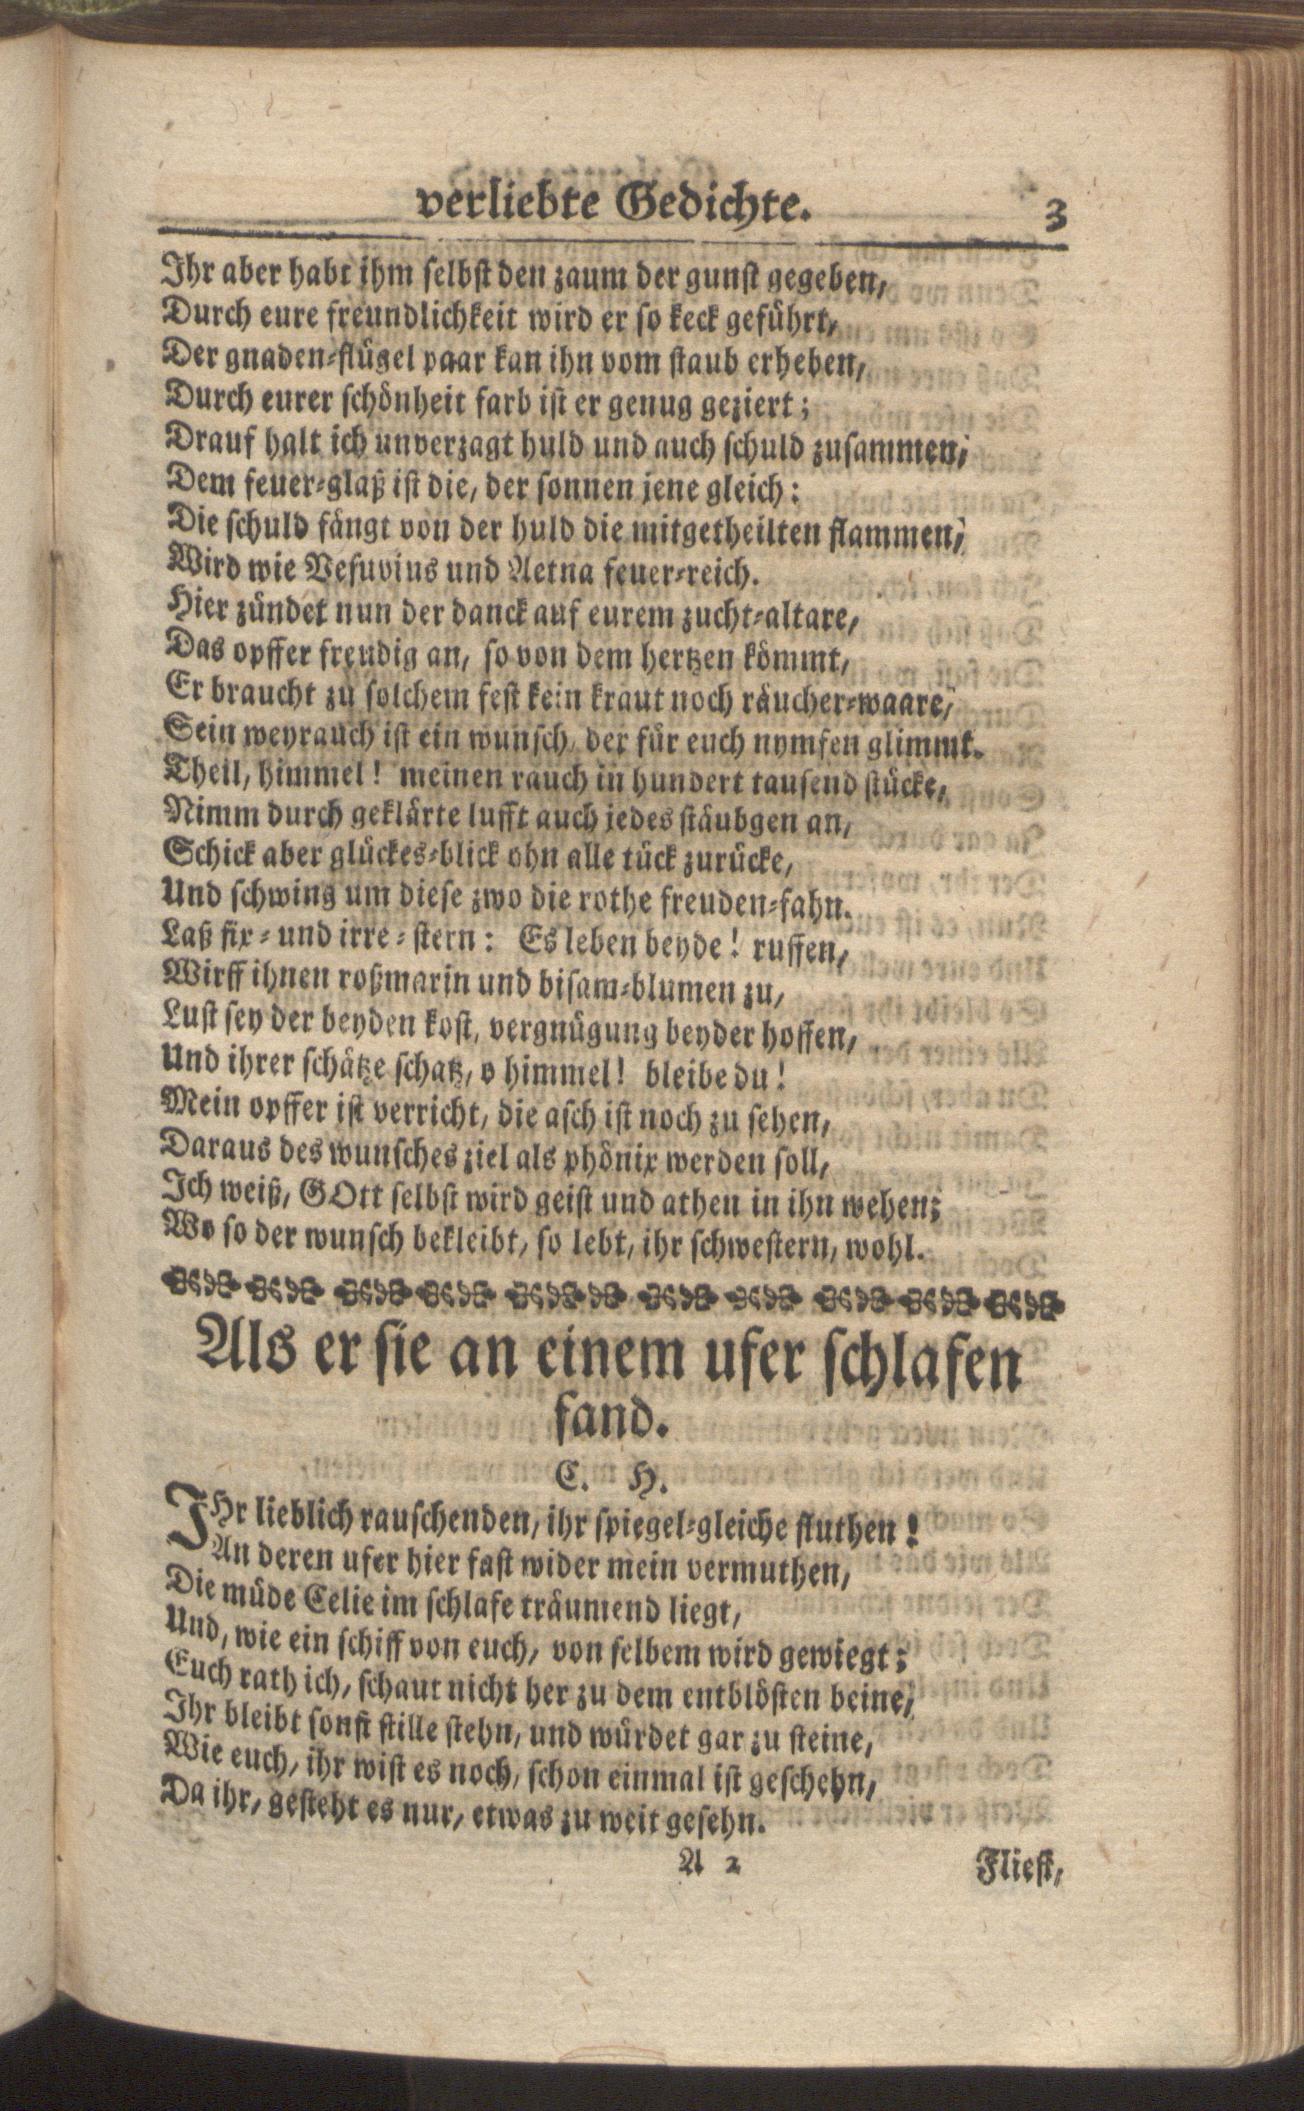 verliebte Gedichte. 3
Ihr aber habt ihm selbst den zaum der gunst gegeben,
Durch eure freundlichkeit wird er so keck geführt,
Der gnaden-flügel paar kan ihn vom staub erheben,
Durch eurer schönheit farb ist er genug geziert;
Drauf halt ich unverzagt huld und auch schuld zusammen,
Dem feuer-glaß ist die, der sonnen jene gleich:
Die schuld fängt von der huld die mitgetheilten flammen,
Wird wie Vesuvius und Aetna feuer-reich.
Hier zündet nun der danck auf eurem zucht-altare,
Das opffer freudig an, so von dem hertzen kömmt,
Er braucht zu solchem fest kein kraut noch räucher-waare,
Sein weyrauch ist ein wunsch, der für euch nymfen glimmt.
Theil, himmel! meinen rauch in hundert tausend stücke,
Nimm durch geklärte lufft auch jedes stäubgen an,
Schick aber glückes-blick ohn alle tück zurücke,
Und schwing um diese zwo die rothe freuden-fahn.
Laß fix- und irre-stern: Es leben beyde! ruffen,
Wirff ihnen roßmarin und bisam-blumen zu,
Lust sey der beyden kost, vergnügung beyder hoffen,
Und ihrer schätze schatz, o himmel! bleibe du!
Mein opffer ist verricht, die asch ist noch zu sehen,
Daraus des wunsches ziel als phönix werden soll,
Ich weiß, GOtt selbst wird geist und athen in ihn wehen;
Wo so der wunsch bekleibt, so lebt, ihr schwestern, wohl.
Als er sie an einem ufer schlafen
fand.
C. H.
IHr lieblich rauschenden, ihr spiegel-gleiche fluthen!
An deren ufer hier fast wider mein vermuthen,
Die müde Celie im schlafe träumend liegt,
Und, wie ein schiff von euch, von selbem wird gewiegt;
Euch rath ich, schaut nicht her zu dem entblösten beine,
Ihr bleibt sonst stille stehn, und würdet gar zu steine,
Wie euch, ihr wist es noch, schon einmal ist geschehn,
Da ihr, gesteht es nur, etwas zu weit gesehn.
A 2 Fliest,